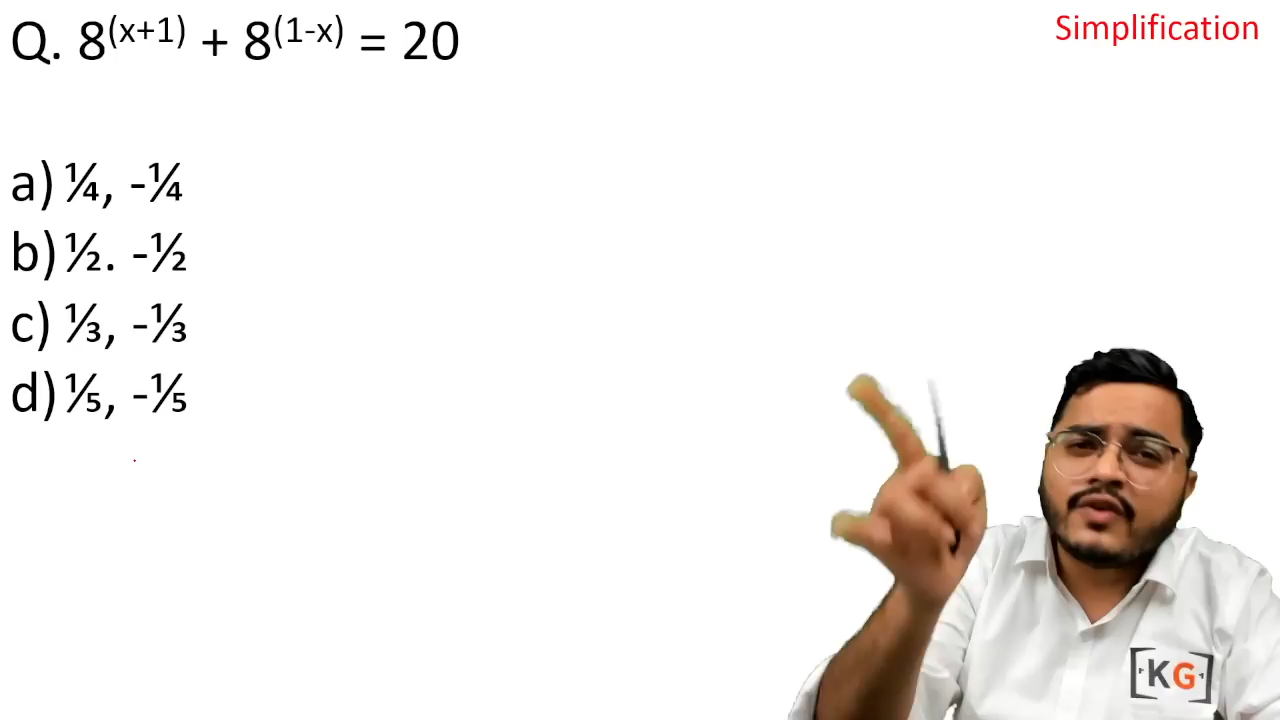 Q. 8^(x+1) + 8^(1-x) = 20
Simplification
a) ¼, -¼
b) ½. -½
c) ⅓, -⅓
d) ⅕, -⅕
KG